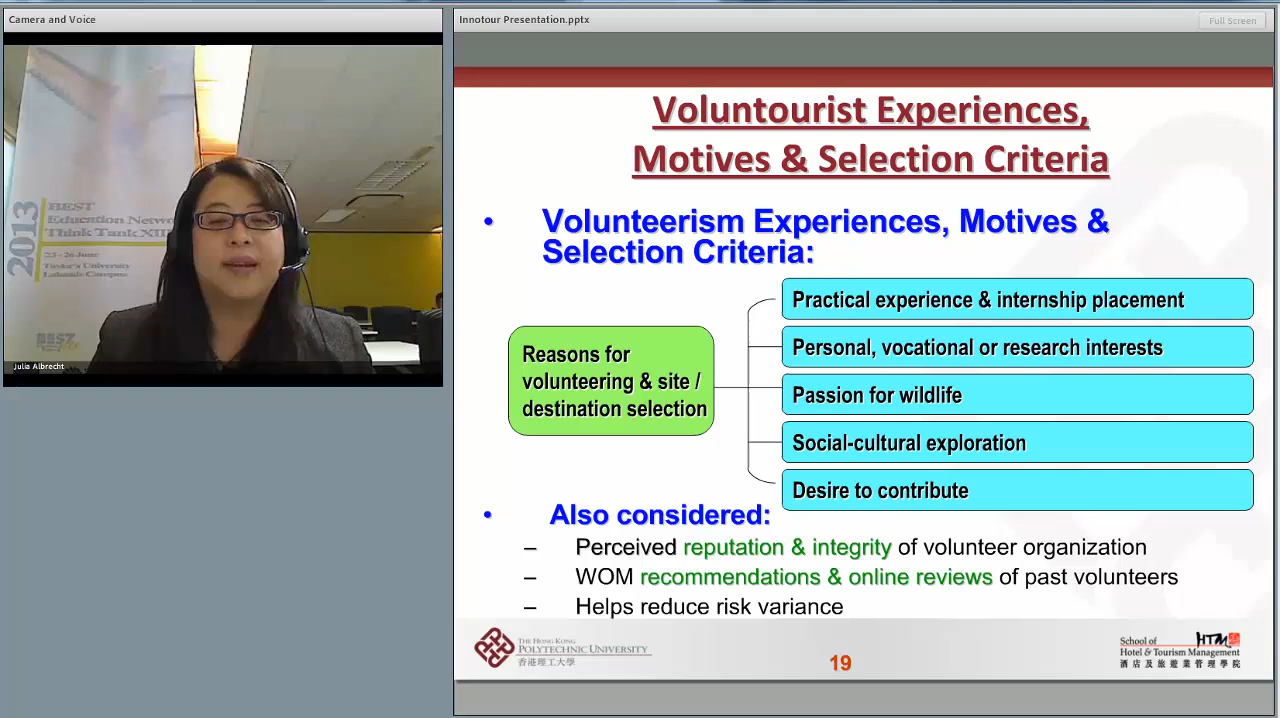 Camera and Voice
Innotour Presentation.pptx
Full Screen
2013
BEST
Education Network
Think Tank XIII
23 - 26 June
Taylor's University
Lakeside Campus
BEST
Julia Albrecht
Voluntourist Experiences,
Motives & Selection Criteria
• Volunteerism Experiences, Motives &
Selection Criteria:
Reasons for
volunteering & site /
destination selection
Practical experience & internship placement
Personal, vocational or research interests
Passion for wildlife
Social-cultural exploration
Desire to contribute
• Also considered:
– Perceived reputation & integrity of volunteer organization
– WOM recommendations & online reviews of past volunteers
– Helps reduce risk variance
THE HONG KONG
POLYTECHNIC UNIVERSITY
香港理工大學
19
School of HTM
Hotel & Tourism Management
酒店及旅遊業管理學院